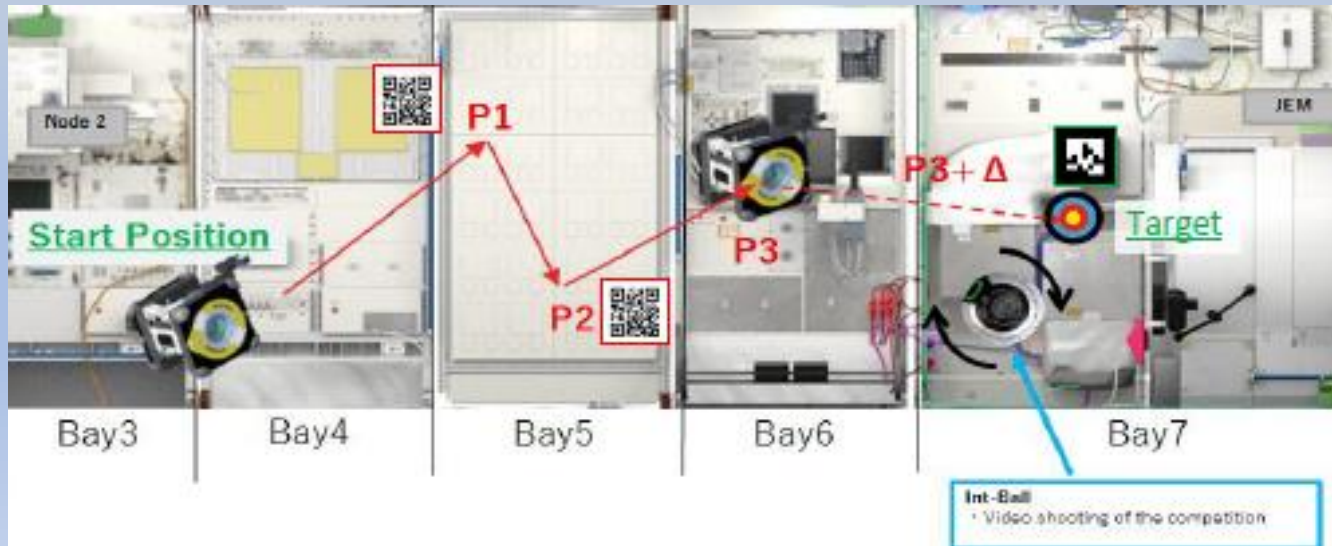 Node 2
JEM
P1
P3+ Δ
Start Position
Target
P3
P2
Bay3
Bay4
Bay5
Bay6
Bay7
Int-Ball
・Video shooting of the competition